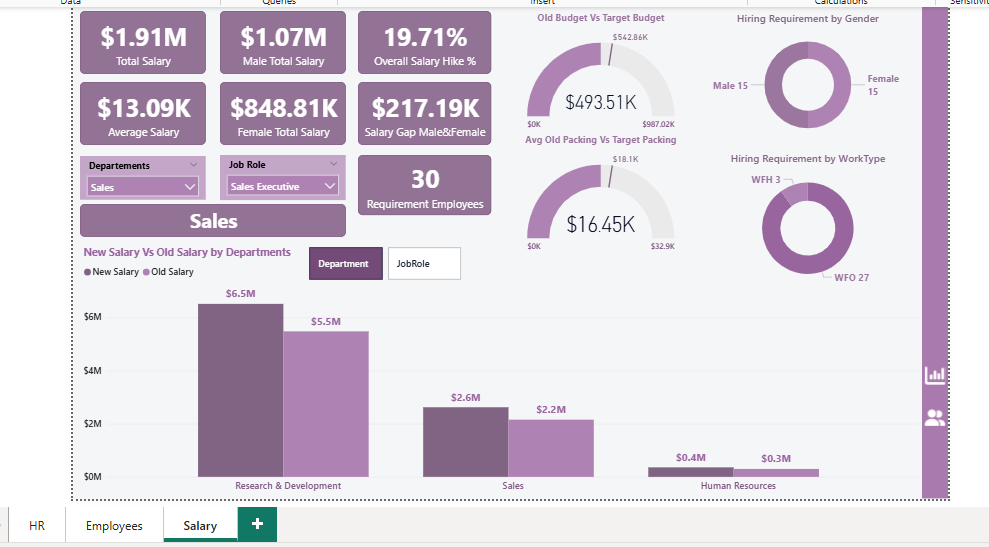 Data
Queries
Insert
Calculations
$1.91M
Total Salary
$1.07M
Male Total Salary
19.71%
Overall Salary Hike %
$13.09K
Average Salary
$848.81K
Female Total Salary
$217.19K
Salary Gap Male&Female
Departements
Sales
Job Role
Sales Executive
30
Requirement Employees
Sales
Old Budget Vs Target Budget
$542.86K
$493.51K
$0K
$987.02K
Avg Old Packing Vs Target Packing
$18.1K
$16.45K
$0K
$32.9K
Hiring Requirement by Gender
Male 15
Female
15
Hiring Requirement by WorkType
WFH 3
WFO 27
New Salary Vs Old Salary by Departments
New Salary Old Salary
Department
JobRole
$6M
$4M
$2M
$0M
$6.5M
$5.5M
$2.6M
$2.2M
$0.4M
$0.3M
Research & Development
Sales
Human Resources
HR
Employees
Salary
+